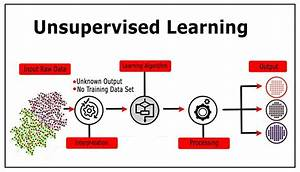 Unsupervised Learning
Input Raw Data
Learning Algorithm
Output
• Unknown Output
• No Training Data Set
Interpretation
Processing